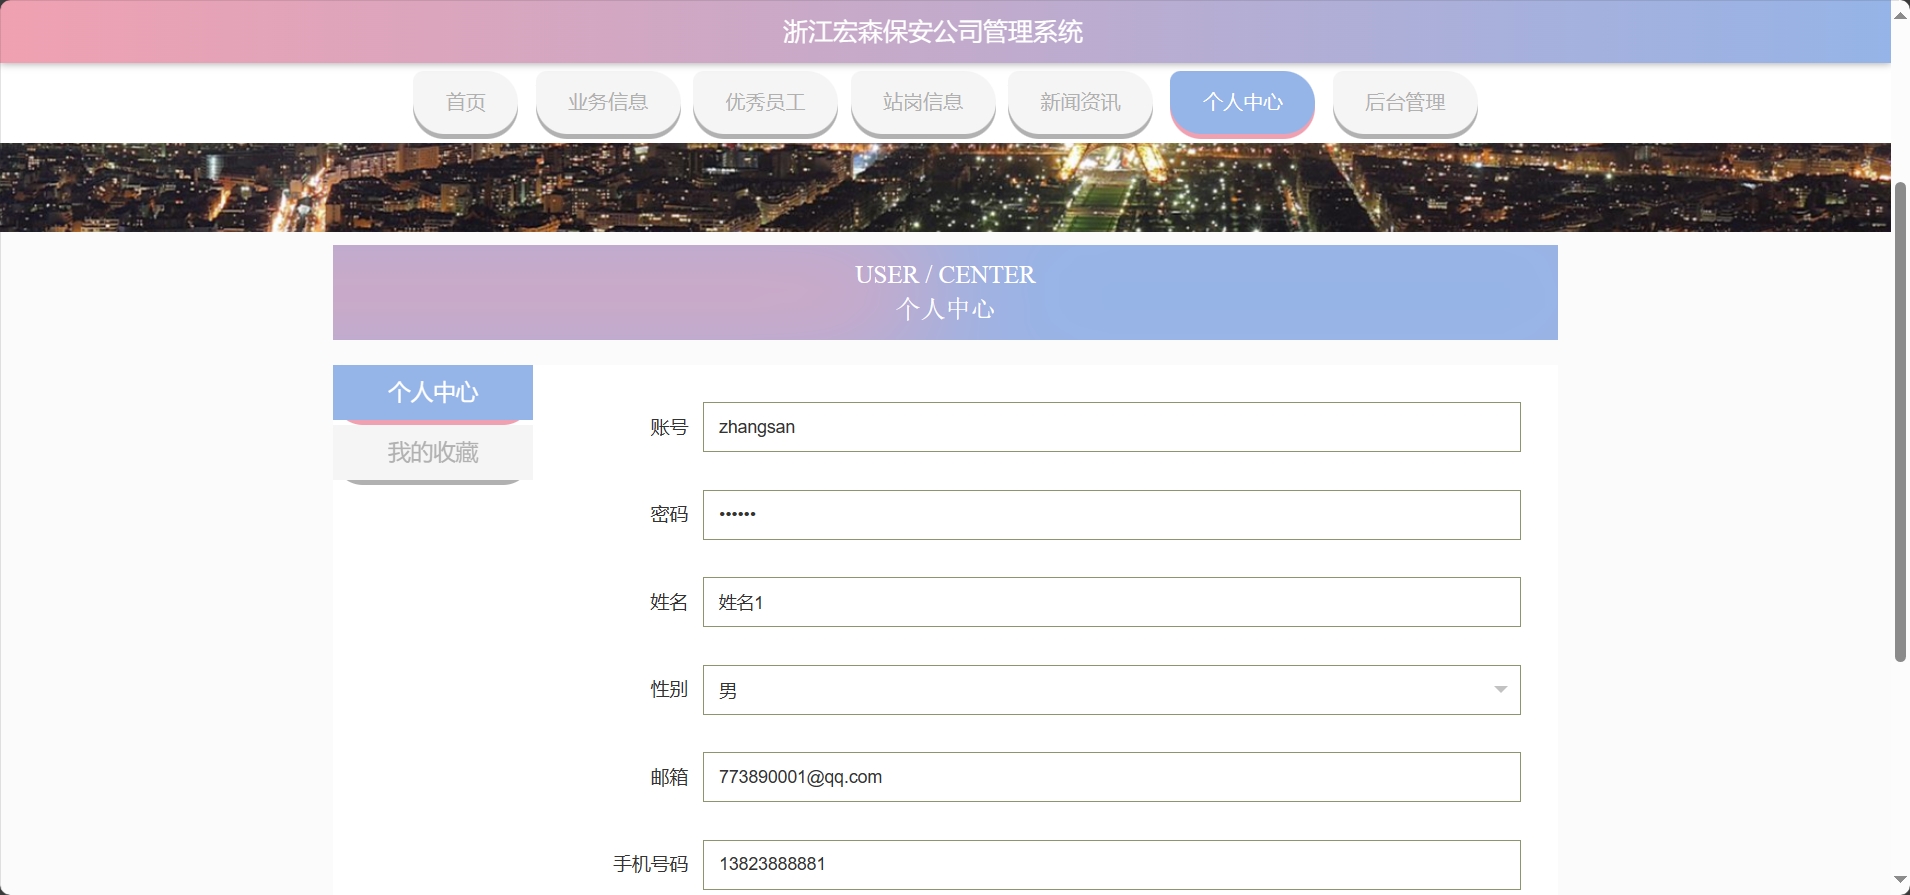 浙江宏森保安公司管理系统
首页 业务信息 优秀员工 站岗信息 新闻资讯 个人中心 后台管理
USER / CENTER
个人中心
个人中心
我的收藏
账号 zhangsan
密码 ••••••
姓名 姓名1
性别 男
邮箱 773890001@qq.com
手机号码 13823888881